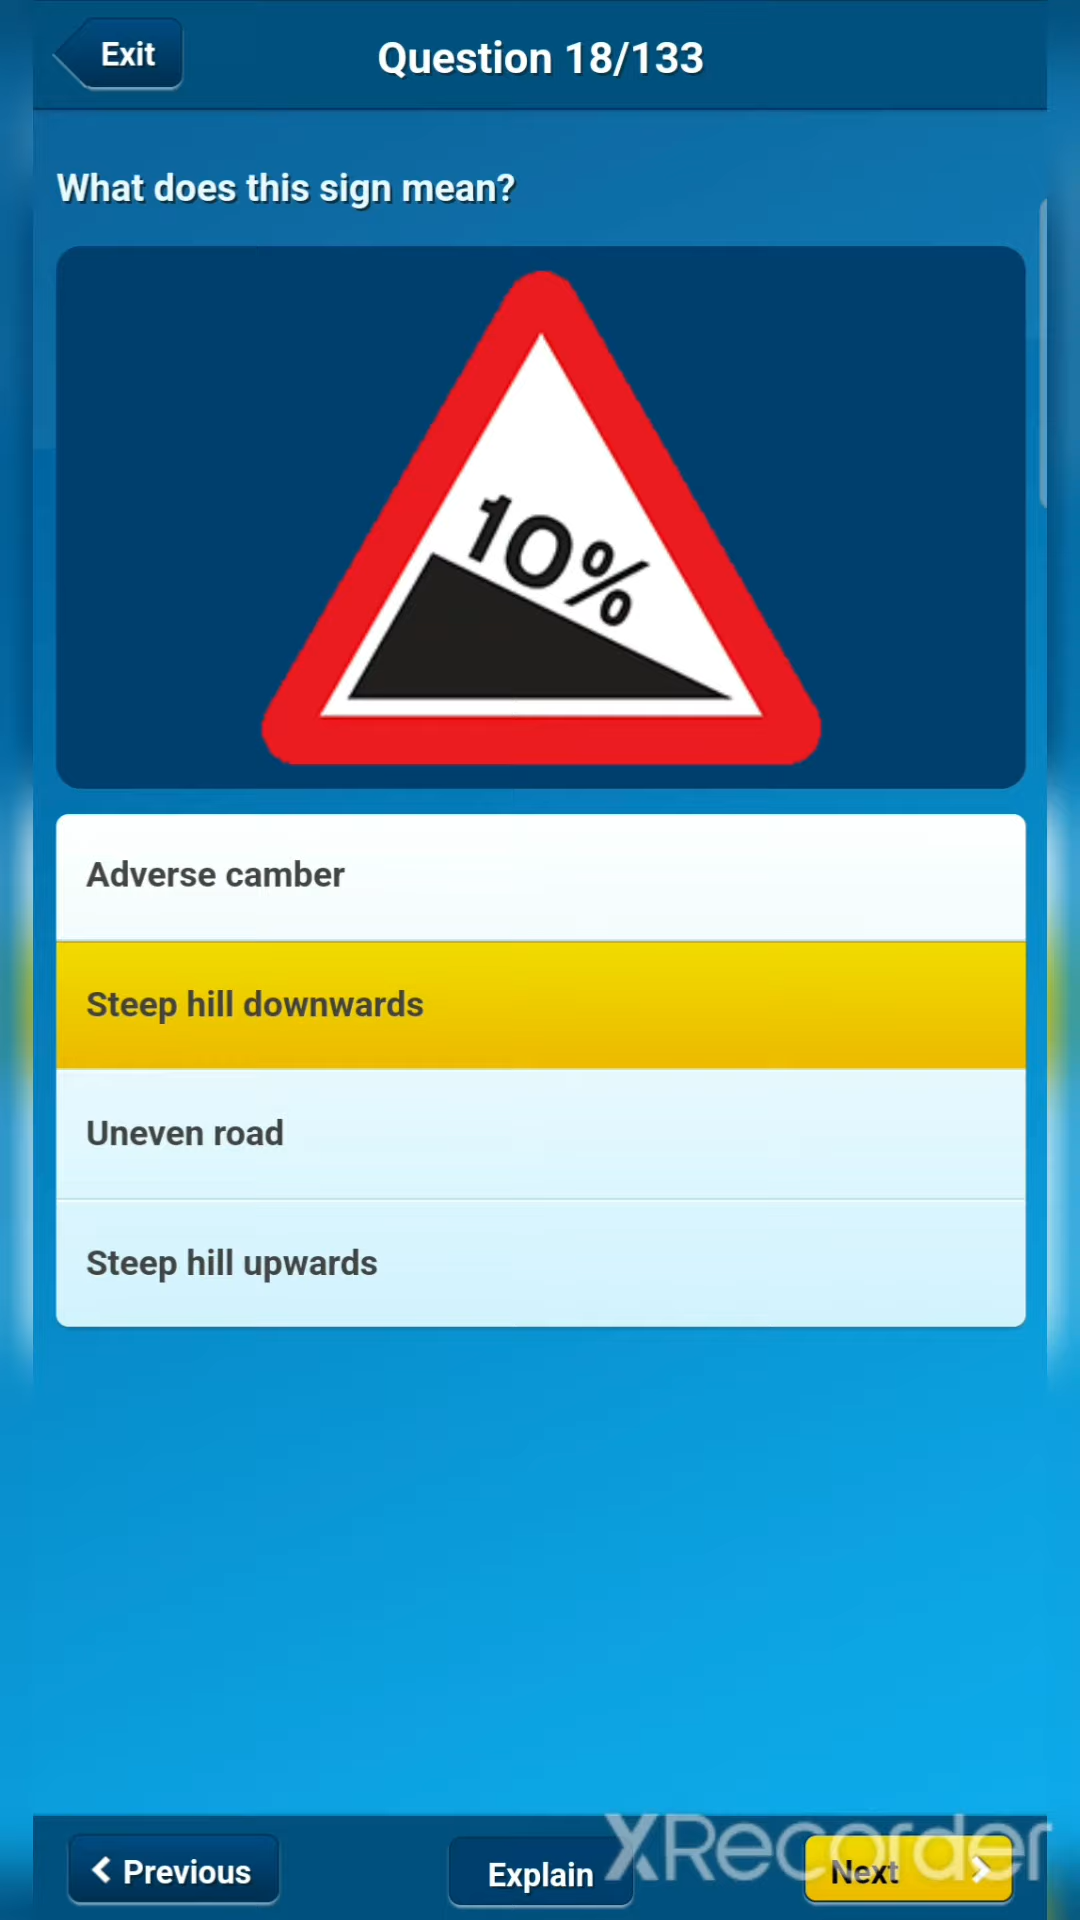 Exit
Question 18/133
What does this sign mean?
10%
Adverse camber
Steep hill downwards
Uneven road
Steep hill upwards
Previous
Explain
Next
XRecorder